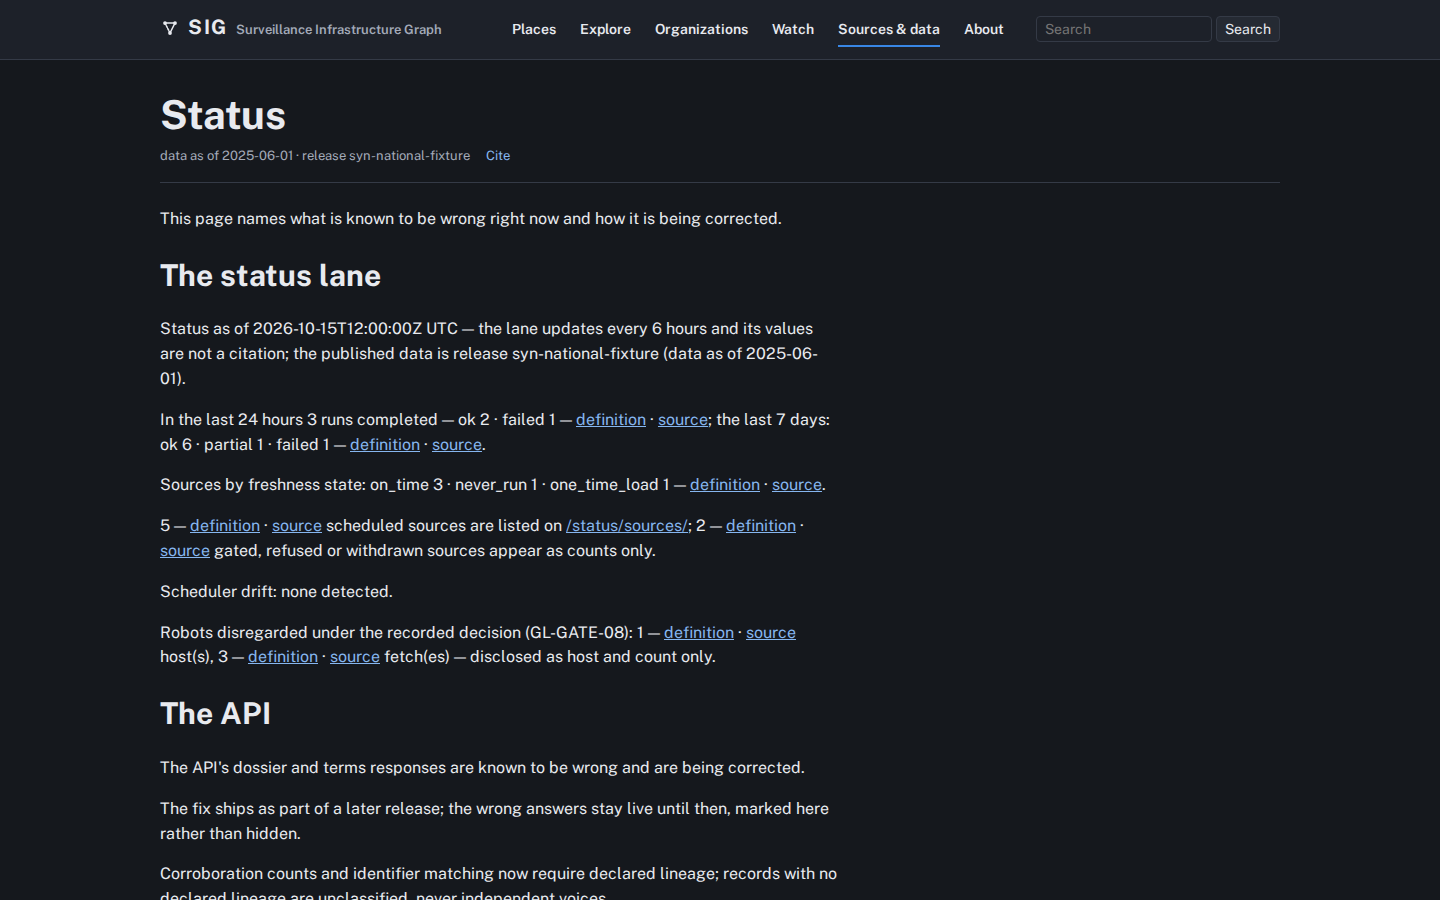 SIG Surveillance Infrastructure Graph Places Explore Organizations Watch Sources & data About Search Search
Status
data as of 2025-06-01 · release syn-national-fixture Cite
This page names what is known to be wrong right now and how it is being corrected.
The status lane
Status as of 2026-10-15T12:00:00Z UTC — the lane updates every 6 hours and its values
are not a citation; the published data is release syn-national-fixture (data as of 2025-06-
01).
In the last 24 hours 3 runs completed — ok 2 · failed 1 — definition · source; the last 7 days:
ok 6 · partial 1 · failed 1 — definition · source.
Sources by freshness state: on_time 3 · never_run 1 · one_time_load 1 — definition · source.
5 — definition · source scheduled sources are listed on /status/sources/; 2 — definition ·
source gated, refused or withdrawn sources appear as counts only.
Scheduler drift: none detected.
Robots disregarded under the recorded decision (GL-GATE-08): 1 — definition · source
host(s), 3 — definition · source fetch(es) — disclosed as host and count only.
The API
The API's dossier and terms responses are known to be wrong and are being corrected.
The fix ships as part of a later release; the wrong answers stay live until then, marked here
rather than hidden.
Corroboration counts and identifier matching now require declared lineage; records with no
declared lineage are unclassified, never independent voices.